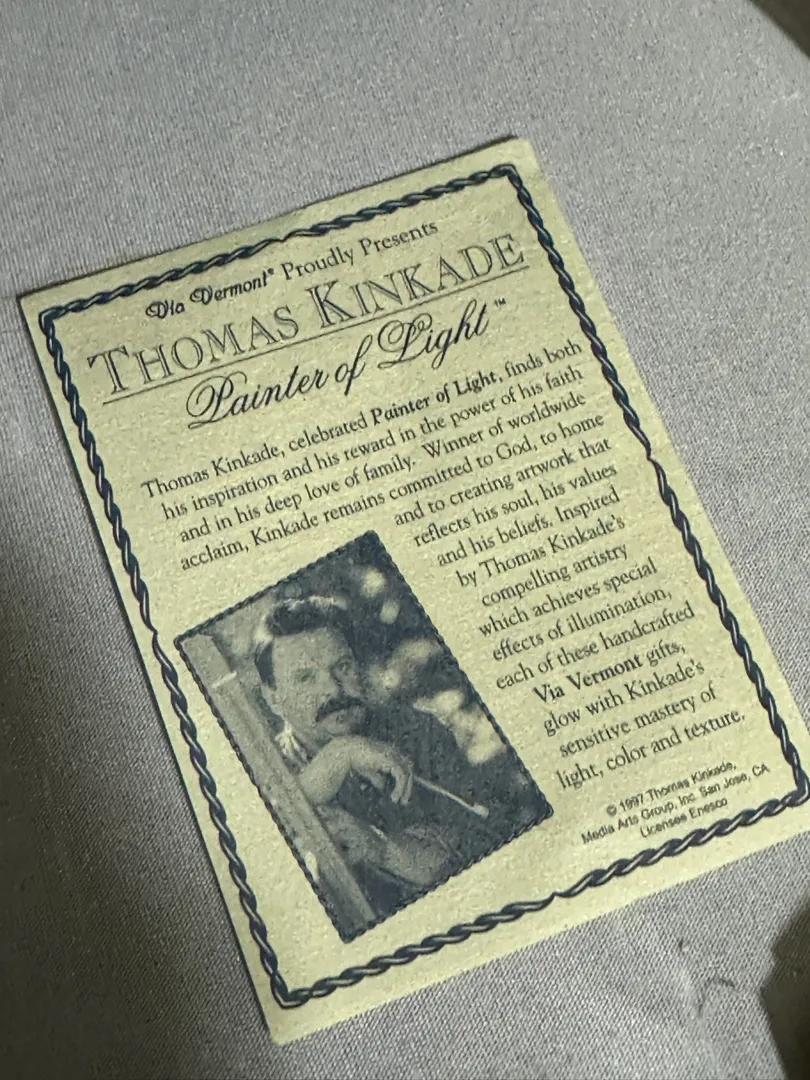 Via Vermont® Proudly Presents
THOMAS KINKADE
Painter of Light™
Thomas Kinkade, celebrated Painter of Light, finds both
his inspiration and his reward in the power of his faith
and in his deep love of family. Winner of worldwide
acclaim, Kinkade remains committed to God, to home
and to creating artwork that
reflects his soul, his values
and his beliefs. Inspired
by Thomas Kinkade's
compelling artistry
which achieves special
effects of illumination,
each of these handcrafted
Via Vermont gifts,
glow with Kinkade's
sensitive mastery of
light, color and texture.
© 1997 Thomas Kinkade,
Media Arts Group, Inc. San Jose, CA
Licensee Enesco